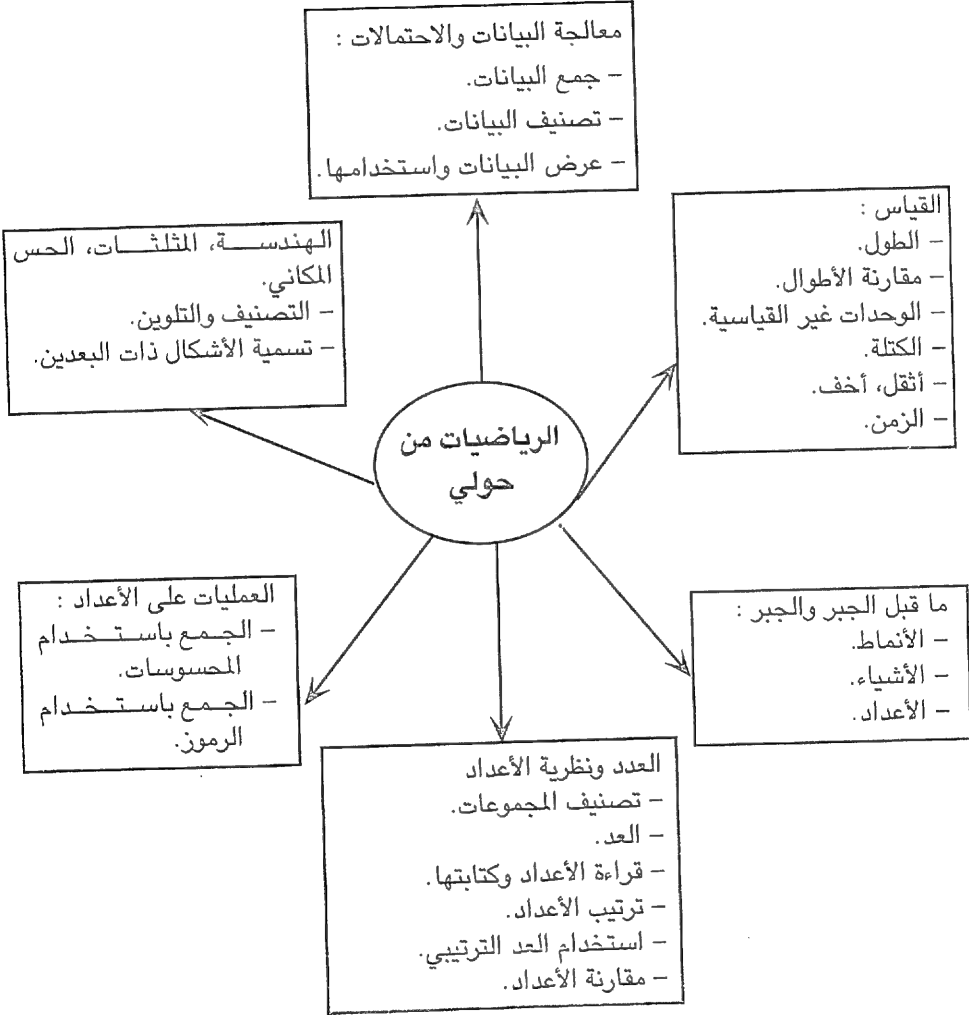 معالجة البيانات والاحتمالات :
– جمع البيانات.
– تصنيف البيانات.
– عرض البيانات واستخدامها.
القياس :
– الطول.
– مقارنة الأطوال.
– الوحدات غير القياسية.
– الكتلة.
– أثقل، أخف.
– الزمن.
الهندسة، المثلثات، الحس
المكاني.
– التصنيف والتلوين.
– تسمية الأشكال ذات البعدين.
الرياضيات من
حولي
ما قبل الجبر والجبر :
– الأنماط.
– الأشياء.
– الأعداد.
العمليات على الأعداد :
– الجمع باستخدام
المحسوسات.
– الجمع باستخدام
الرموز.
العدد ونظرية الأعداد
– تصنيف المجموعات.
– العد.
– قراءة الأعداد وكتابتها.
– ترتيب الأعداد.
– استخدام العد الترتيبي.
– مقارنة الأعداد.